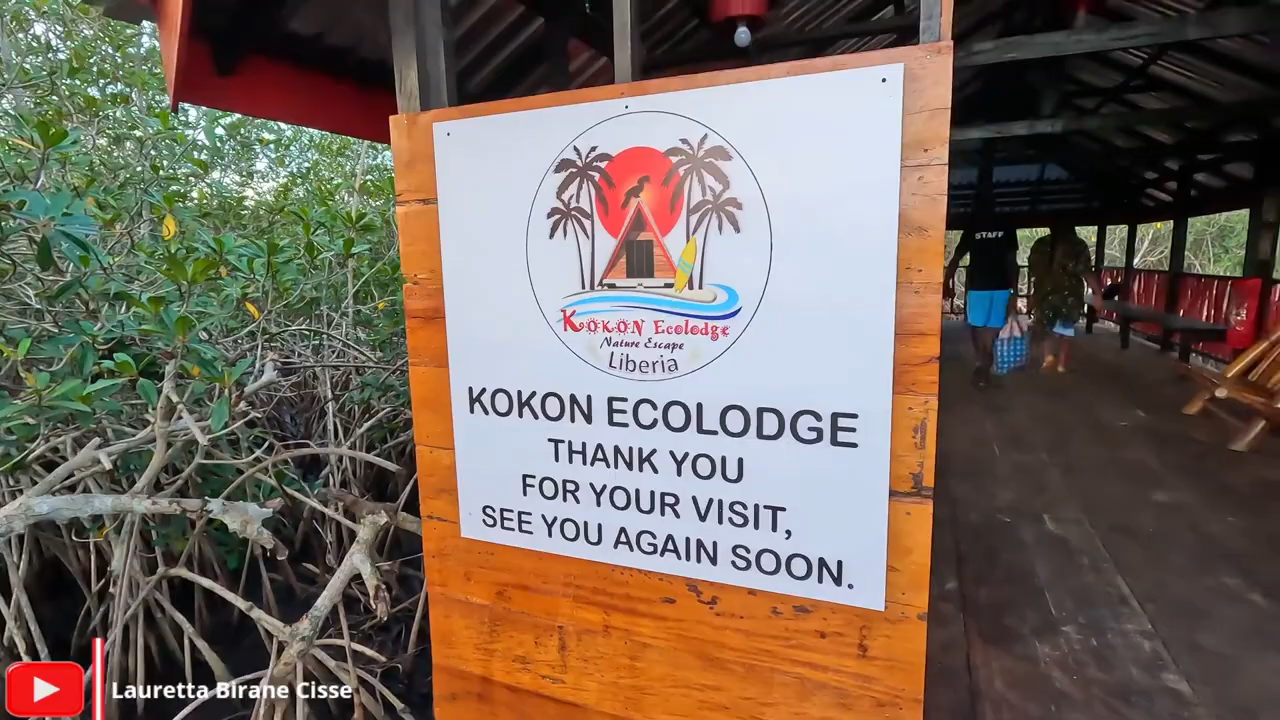 STAFF
KOKON Ecolodge
Nature Escape
Liberia
KOKON ECOLODGE
THANK YOU
FOR YOUR VISIT,
SEE YOU AGAIN SOON.
Lauretta Birane Cisse